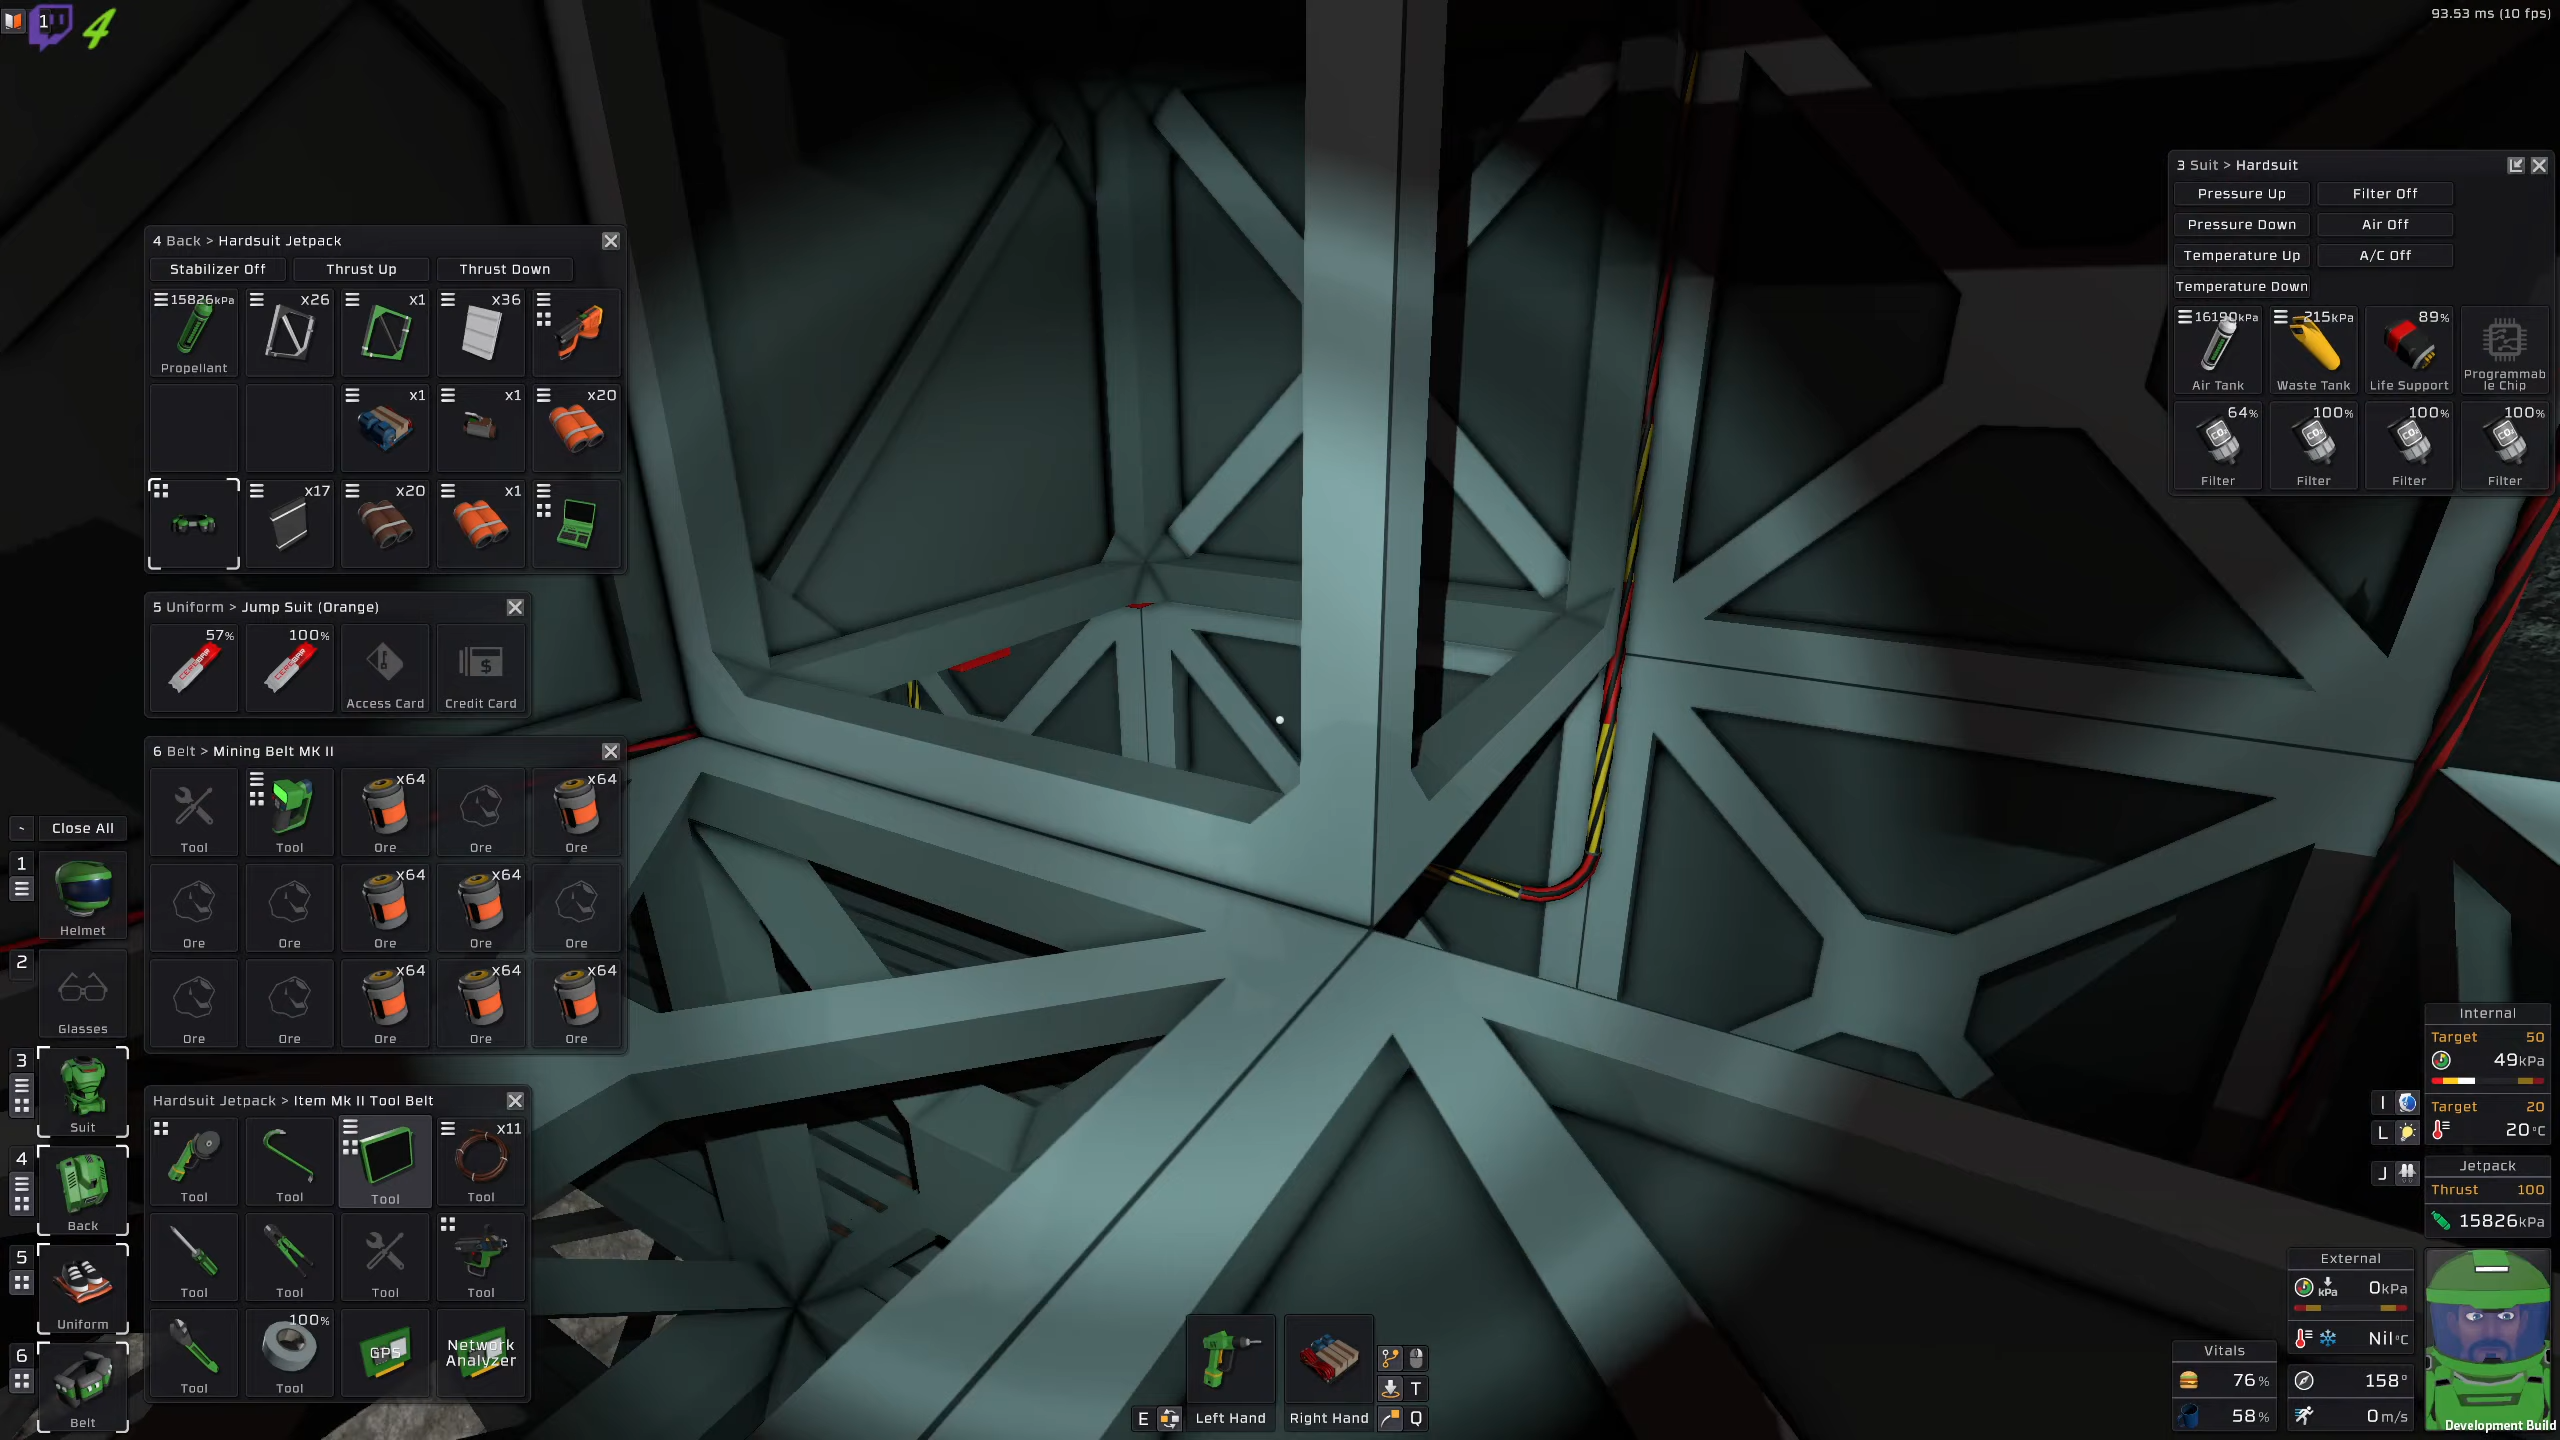 1
4
93.53 ms (10 fps)
4 Back > Hardsuit Jetpack
Stabilizer Off
Thrust Up
Thrust Down
15826kPa
x26
x1
x36
Propellant
x1
x1
x20
x17
x20
x1
5 Uniform > Jump Suit (Orange)
57%
100%
Access Card
Credit Card
6 Belt > Mining Belt MK II
x64
x64
Tool
Tool
Ore
Ore
Ore
x64
x64
Ore
Ore
Ore
Ore
Ore
x64
x64
x64
Ore
Ore
Ore
Ore
Ore
Hardsuit Jetpack > Item Mk II Tool Belt
x11
Tool
Tool
Tool
Tool
Tool
Tool
Tool
Tool
100%
GPS
Network
Analyzer
Tool
Tool
~ Close All
1
Helmet
2
Glasses
3
Suit
4
Back
5
Uniform
6
Belt
3 Suit > Hardsuit
Pressure Up
Filter Off
Pressure Down
Air Off
Temperature Up
A/C Off
Temperature Down
16190kPa
215kPa
89%
Air Tank
Waste Tank
Life Support
Programmab
le Chip
64%
100%
100%
100%
Filter
Filter
Filter
Filter
E
Left Hand
Right Hand
T
Q
Internal
Target 50
49kPa
Target 20
20°C
I
L
J
Jetpack
Thrust 100
15826kPa
External
kPa
0kPa
Nil°C
158°
0m/s
Vitals
76%
58%
Development Build